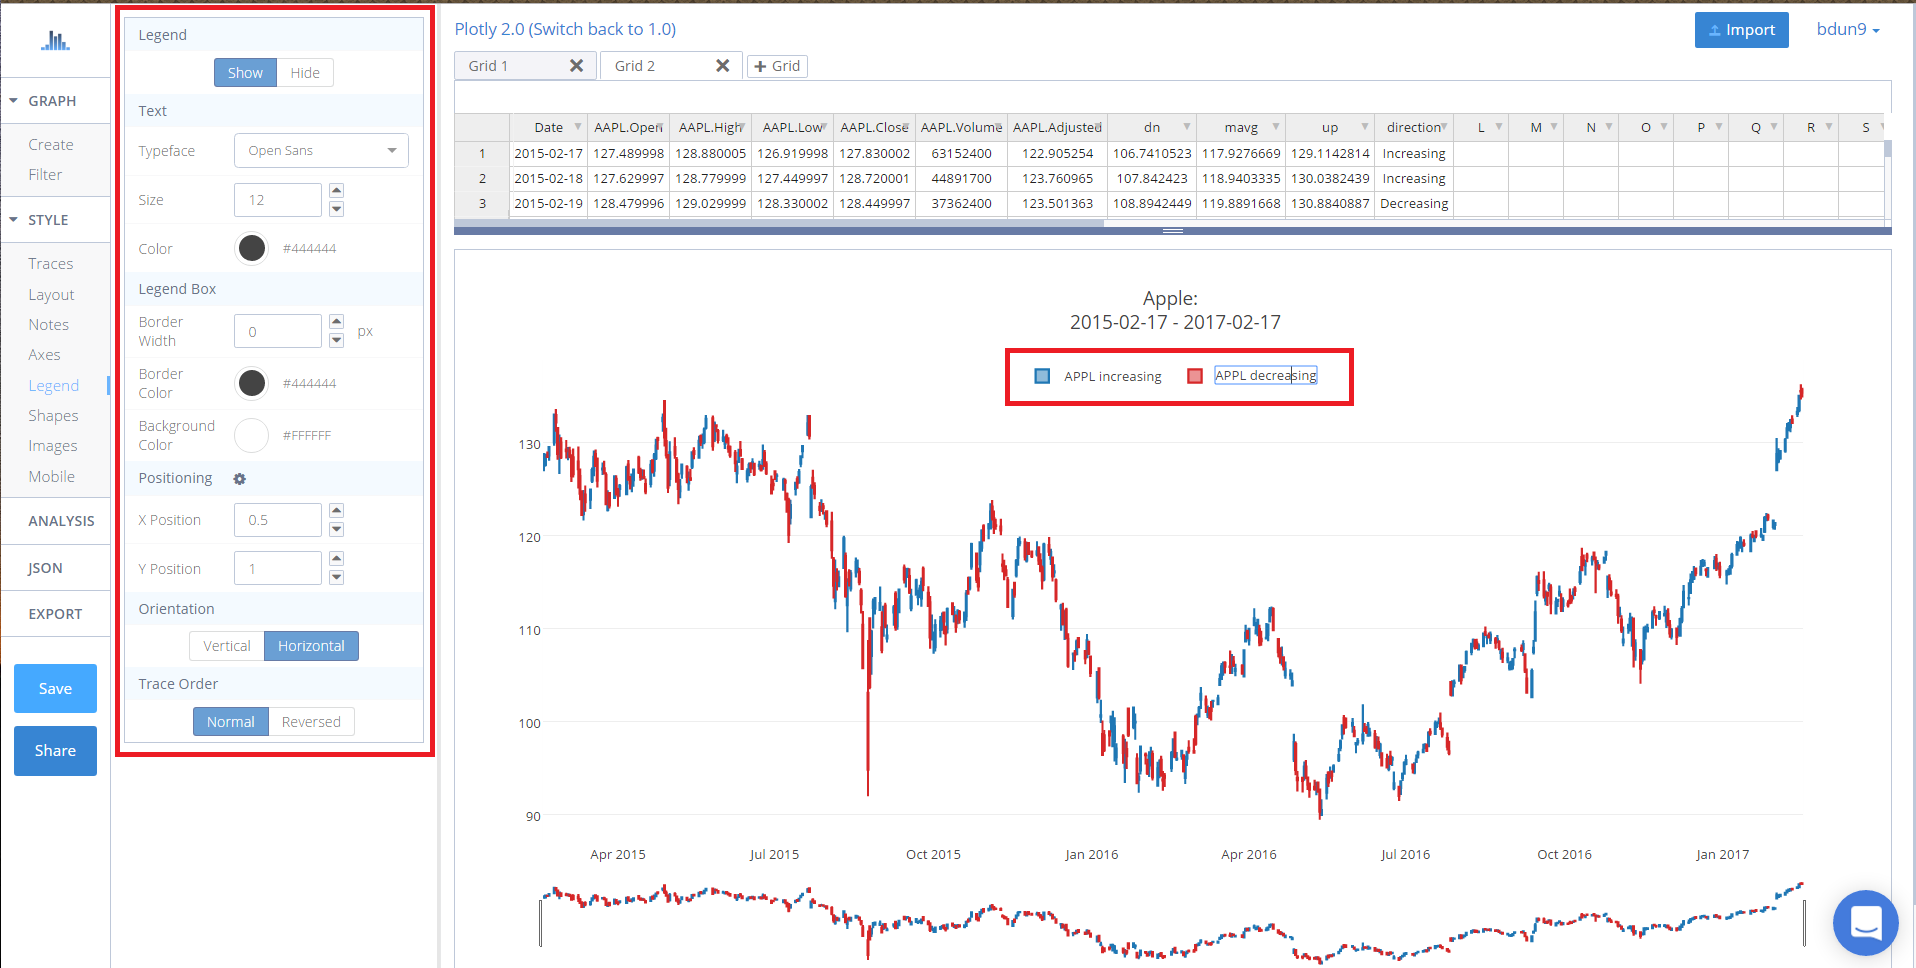 Plotly 2.0 (Switch back to 1.0)
Import
bdun9
Grid 1
Grid 2
Grid
GRAPH
Create
Filter
STYLE
Traces
Layout
Notes
Axes
Legend
Shapes
Images
Mobile
ANALYSIS
JSON
EXPORT
Save
Share
Legend
Show Hide
Text
Typeface Open Sans
Size 12
Color #444444
Legend Box
Border Width 0 px
Border Color #444444
Background Color #FFFFFF
Positioning
X Position 0.5
Y Position 1
Orientation
Vertical Horizontal
Trace Order
Normal Reversed
Date AAPL.Open AAPL.High AAPL.Low AAPL.Close AAPL.Volume AAPL.Adjusted dn mavg up direction L M N O P Q R S
1 2015-02-17 127.489998 128.880005 126.919998 127.830002 63152400 122.905254 106.7410523 117.9276669 129.1142814 Increasing
2 2015-02-18 127.629997 128.779999 127.449997 128.720001 44891700 123.760965 107.842423 118.9403335 130.0382439 Increasing
3 2015-02-19 128.479996 129.029999 128.330002 128.449997 37362400 123.501363 108.8942449 119.8891668 130.8840887 Decreasing
Apple:
2015-02-17 - 2017-02-17
APPL increasing APPL decreasing
130
120
110
100
90
Apr 2015 Jul 2015 Oct 2015 Jan 2016 Apr 2016 Jul 2016 Oct 2016 Jan 2017